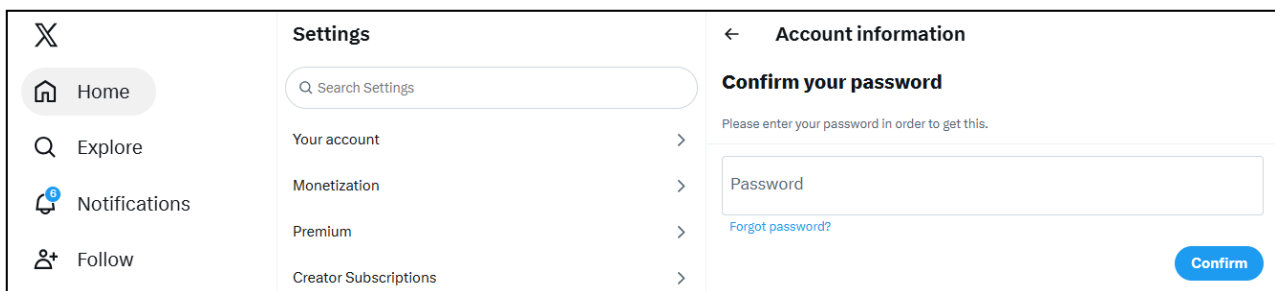 Home
Explore
6
Notifications
Follow
Settings
Search Settings
Your account
Monetization
Premium
Creator Subscriptions
Account information
Confirm your password
Please enter your password in order to get this.
Password
Forgot password?
Confirm